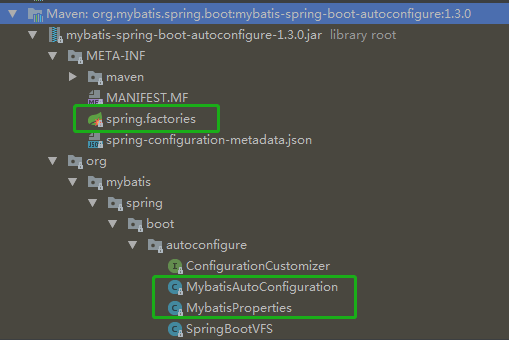 Maven: org.mybatis.spring.boot:mybatis-spring-boot-autoconfigure:1.3.0
mybatis-spring-boot-autoconfigure-1.3.0.jar library root
META-INF
maven
MANIFEST.MF
spring.factories
spring-configuration-metadata.json
org
mybatis
spring
boot
autoconfigure
ConfigurationCustomizer
MybatisAutoConfiguration
MybatisProperties
SpringBootVFS